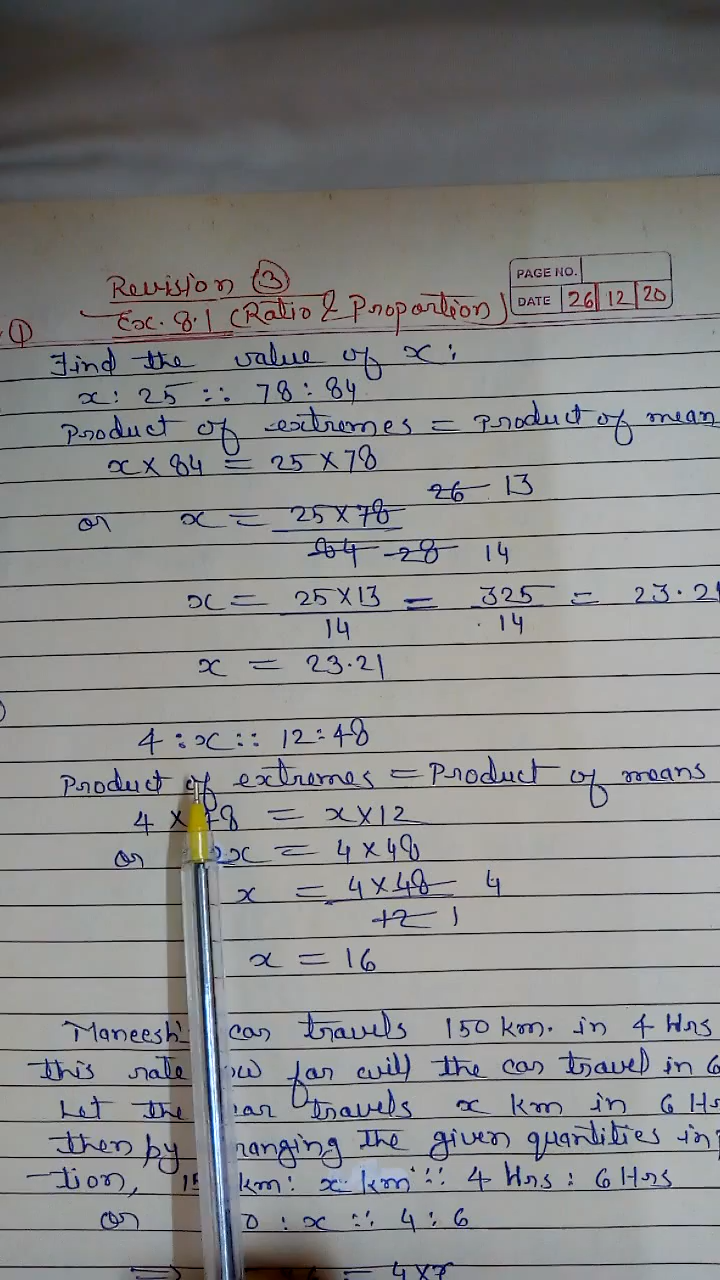 PAGE NO.
DATE 26 12 20
Revision ③
Ex. 8.1 (Ratio & Proportion)
①
Find the value of x:
x : 25 :: 78 : 84
Product of extremes = Product of mean
x × 84 = 25 × 78
26 13
or x = 25 × 78
84 28 14
x = 25 × 13 = 325 = 23.21
14 14
x = 23.21
4 : x :: 12 : 48
Product of extremes = Product of means
4 × 48 = x × 12
or x = 4 × 48
x = 4 × 48 4
12 1
x = 16
Maneesh's car travels 150 km. in 4 Hrs
this rate far will the car travel in 6
Let the car travels x km in 6 Hrs
then by the given quantities in
-tion, km : x km :: 4 Hrs : 6 Hrs
or : x :: 4 : 6
= 4 ×